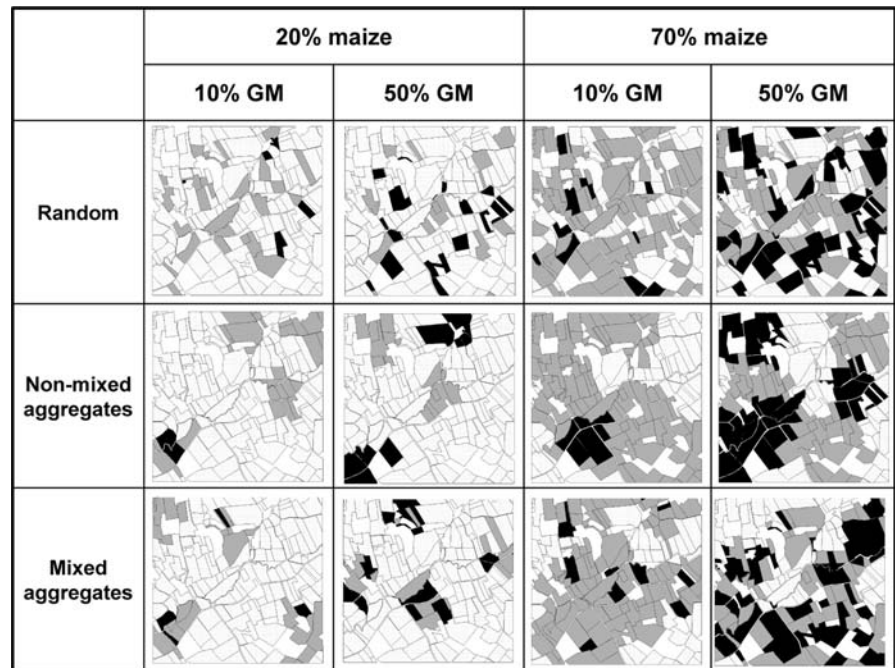 20% maize
70% maize
10% GM
50% GM
10% GM
50% GM
Random
Non-mixed
aggregates
Mixed
aggregates